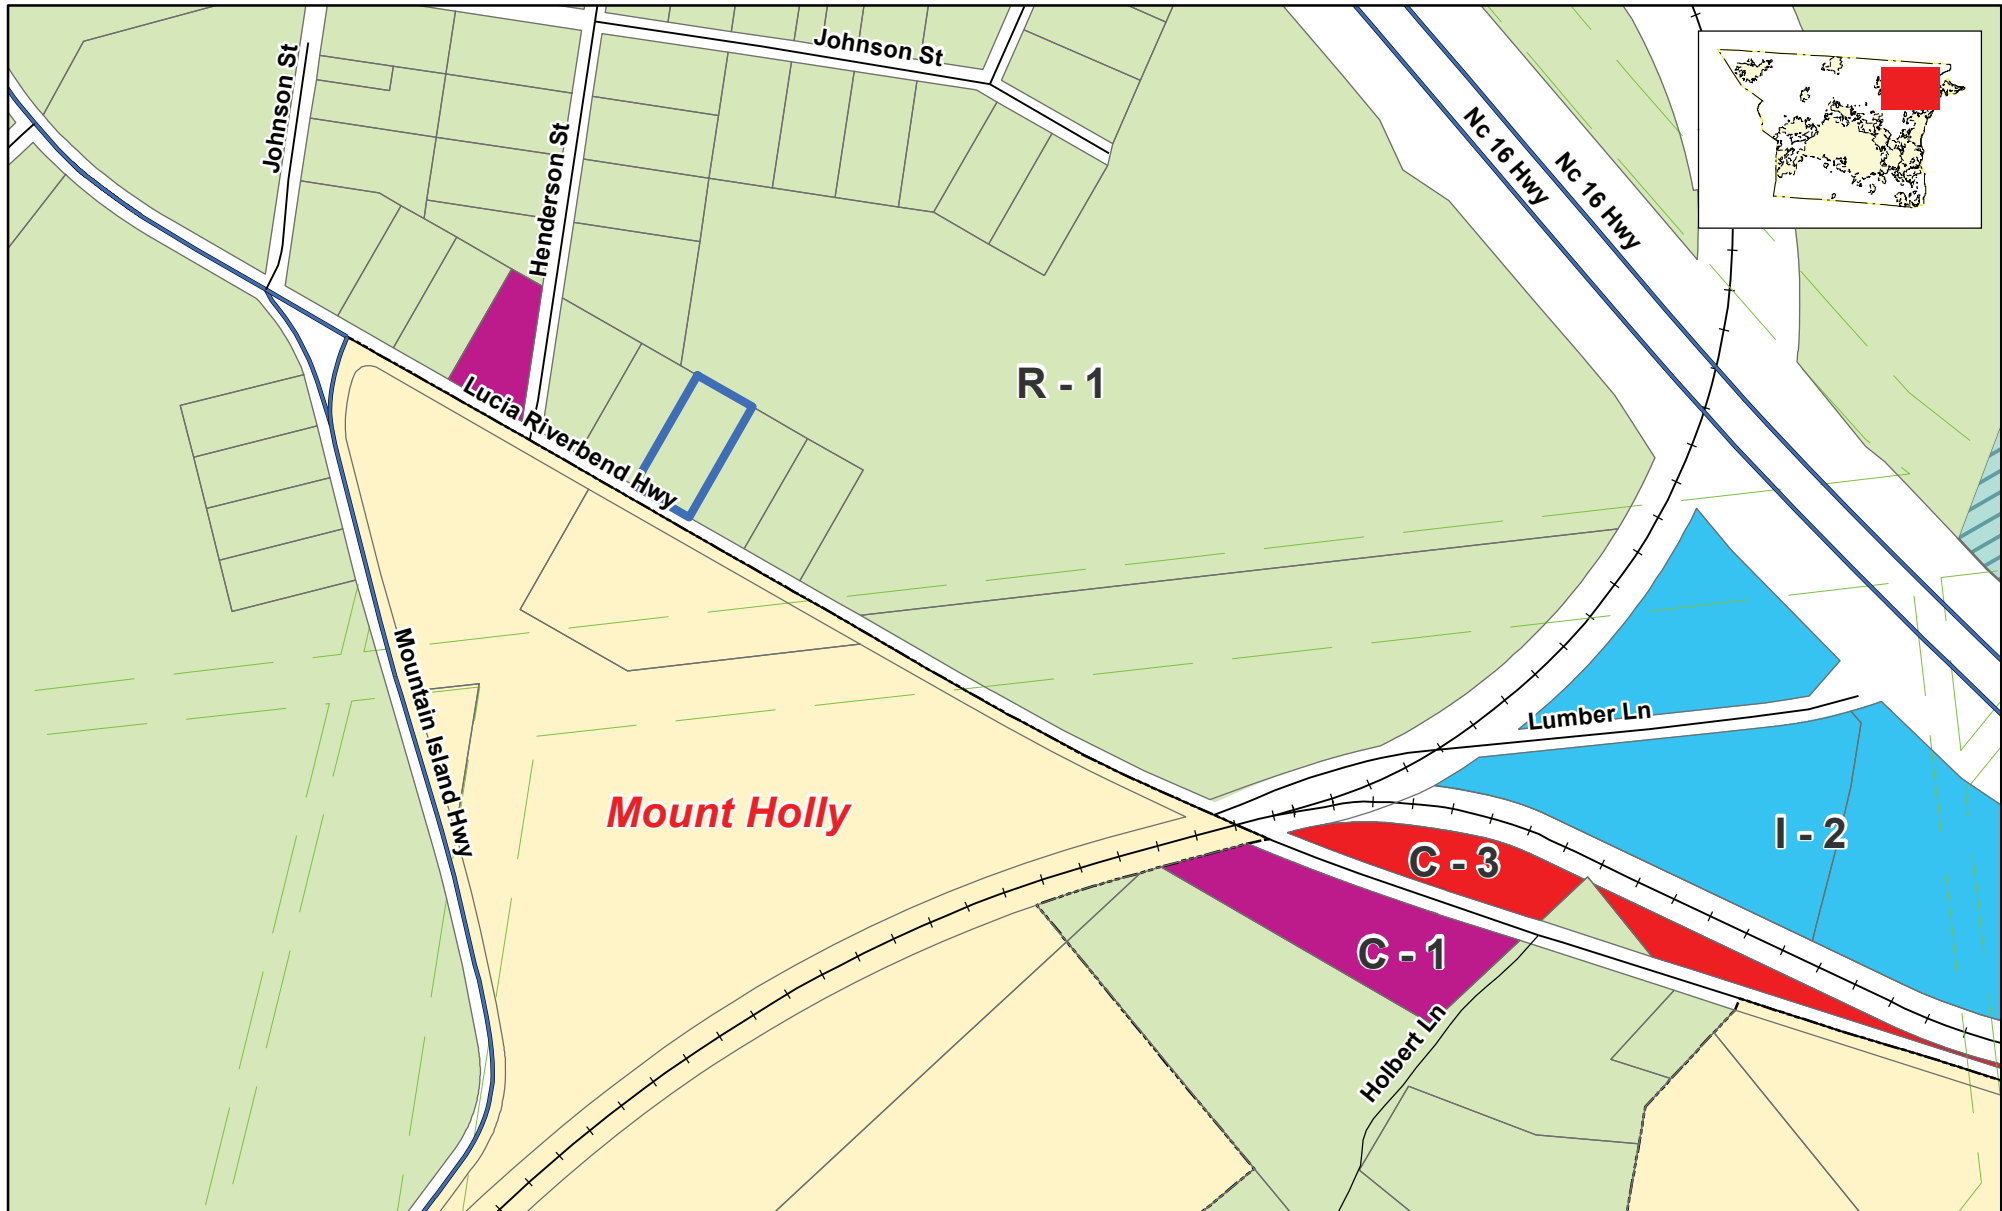 Johnson St
Johnson St
Henderson St
Nc 16 Hwy
Nc 16 Hwy
R - 1
Lucia Riverbend Hwy
Mountain Island Hwy
Lumber Ln
Mount Holly
I - 2
C - 3
C - 1
Holbert Ln